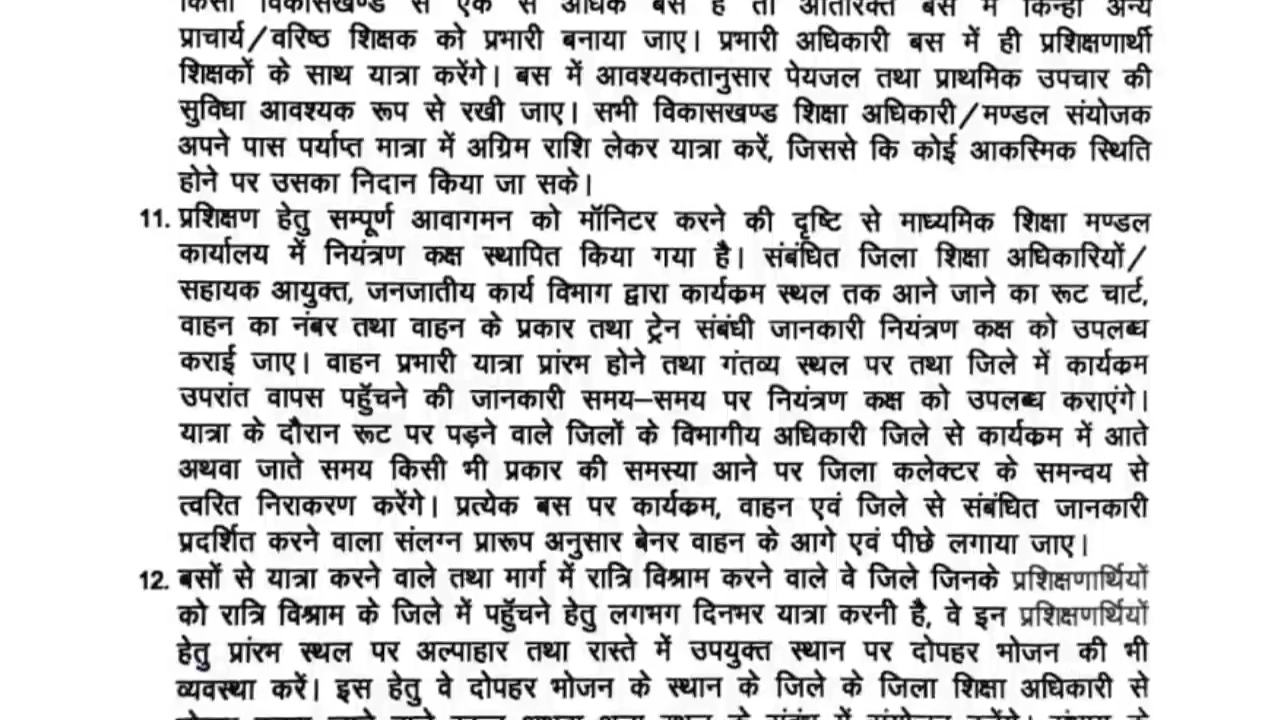 किसी विकासखण्ड से एक से अधिक बसें हैं तो अतिरिक्त बस में किन्हीं अन्य
प्राचार्य/वरिष्ठ शिक्षक को प्रभारी बनाया जाए। प्रभारी अधिकारी बस में ही प्रशिक्षणार्थी
शिक्षकों के साथ यात्रा करेंगे। बस में आवश्यकतानुसार पेयजल तथा प्राथमिक उपचार की
सुविधा आवश्यक रूप से रखी जाए। सभी विकासखण्ड शिक्षा अधिकारी/मण्डल संयोजक
अपने पास पर्याप्त मात्रा में अग्रिम राशि लेकर यात्रा करें, जिससे कि कोई आकस्मिक स्थिति
होने पर उसका निदान किया जा सके।
11. प्रशिक्षण हेतु सम्पूर्ण आवागमन को मॉनिटर करने की दृष्टि से माध्यमिक शिक्षा मण्डल
कार्यालय में नियंत्रण कक्ष स्थापित किया गया है। संबंधित जिला शिक्षा अधिकारियों/
सहायक आयुक्त, जनजातीय कार्य विभाग द्वारा कार्यक्रम स्थल तक आने जाने का रूट चार्ट,
वाहन का नंबर तथा वाहन के प्रकार तथा ट्रेन संबंधी जानकारी नियंत्रण कक्ष को उपलब्ध
कराई जाए। वाहन प्रभारी यात्रा प्रांरभ होने तथा गंतव्य स्थल पर तथा जिले में कार्यक्रम
उपरांत वापस पहुॅचने की जानकारी समय–समय पर नियंत्रण कक्ष को उपलब्ध कराएंगे।
यात्रा के दौरान रूट पर पड़ने वाले जिलों के विभागीय अधिकारी जिले से कार्यक्रम में आते
अथवा जाते समय किसी भी प्रकार की समस्या आने पर जिला कलेक्टर के समन्वय से
त्वरित निराकरण करेंगे। प्रत्येक बस पर कार्यक्रम, वाहन एवं जिले से संबंधित जानकारी
प्रदर्शित करने वाला संलग्न प्रारूप अनुसार बेनर वाहन के आगे एवं पीछे लगाया जाए।
12. बसों से यात्रा करने वाले तथा मार्ग में रात्रि विश्राम करने वाले वे जिले जिनके प्रशिक्षणार्थियों
को रात्रि विश्राम के जिले में पहुॅचने हेतु लगभग दिनभर यात्रा करनी है, वे इन प्रशिक्षणर्थियों
हेतु प्रांरभ स्थल पर अल्पाहार तथा रास्ते में उपयुक्त स्थान पर दोपहर भोजन की भी
व्यवस्था करें। इस हेतु वे दोपहर भोजन के स्थान के जिले के जिला शिक्षा अधिकारी से